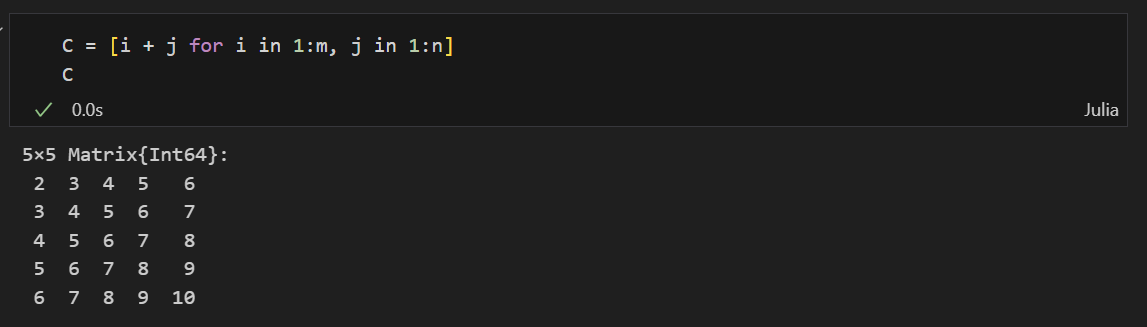 C = [i + j for i in 1:m, j in 1:n]
C
0.0s
Julia
5×5 Matrix{Int64}:
2 3 4 5 6
3 4 5 6 7
4 5 6 7 8
5 6 7 8 9
6 7 8 9 10